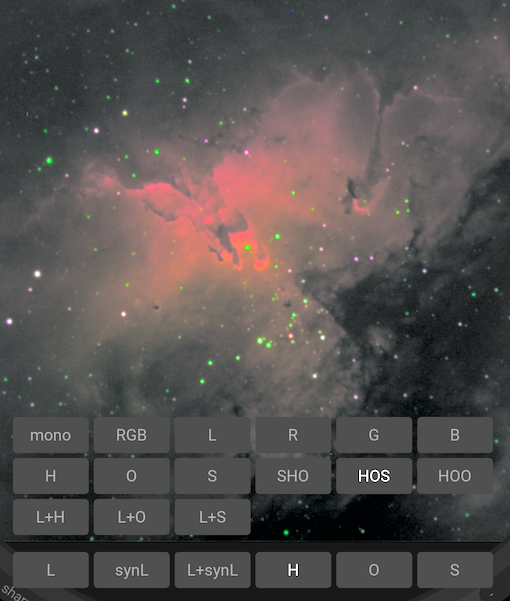 mono RGB L R G B
H O S SHO HOS HOO
L+H L+O L+S
L synL L+synL H O S
shar